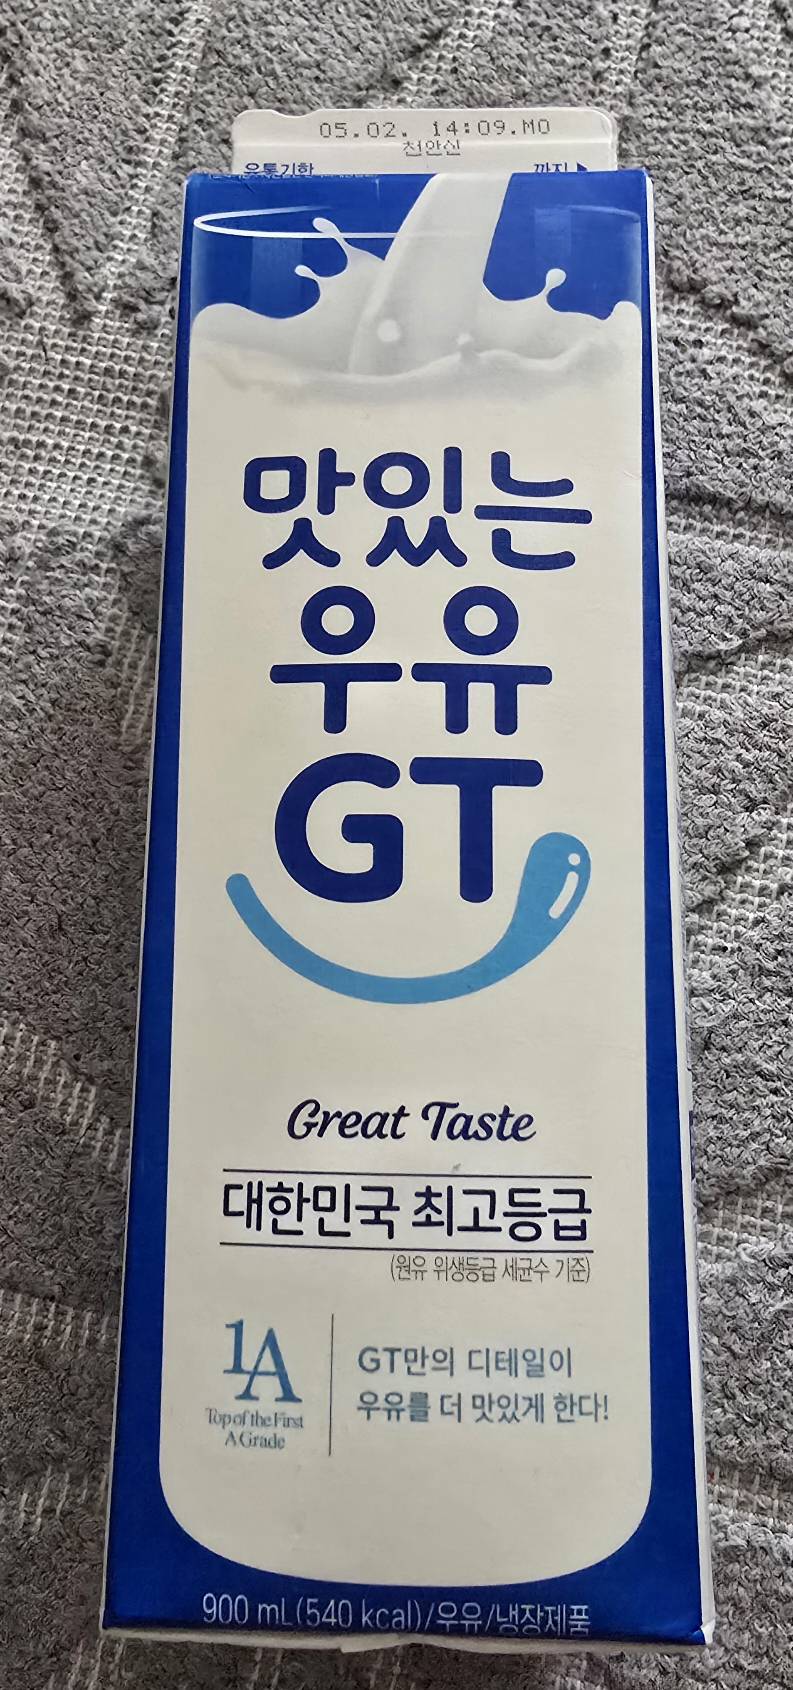 05.02. 14:09.MO
천안신
유통기한 까지 ▶
맛있는
우유
GT
Great Taste
대한민국 최고등급
(원유 위생등급 세균수 기준)
1A
Top of the First
A Grade
GT만의 디테일이
우유를 더 맛있게 한다!
900 mL(540 kcal)/우유/냉장제품